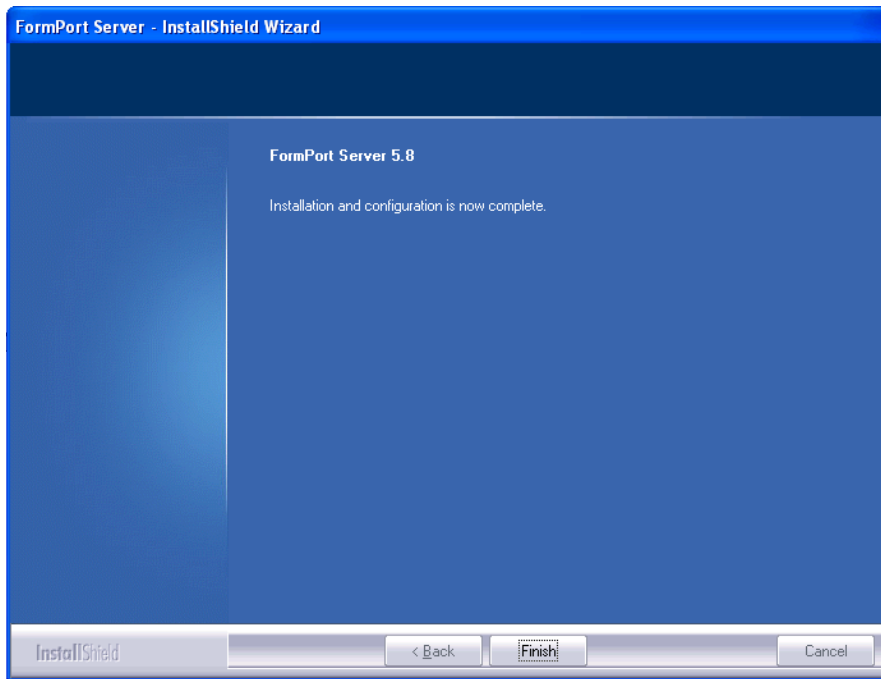 FormPort Server - InstallShield Wizard
FormPort Server 5.8
Installation and configuration is now complete.
InstallShield
< Back
Finish
Cancel